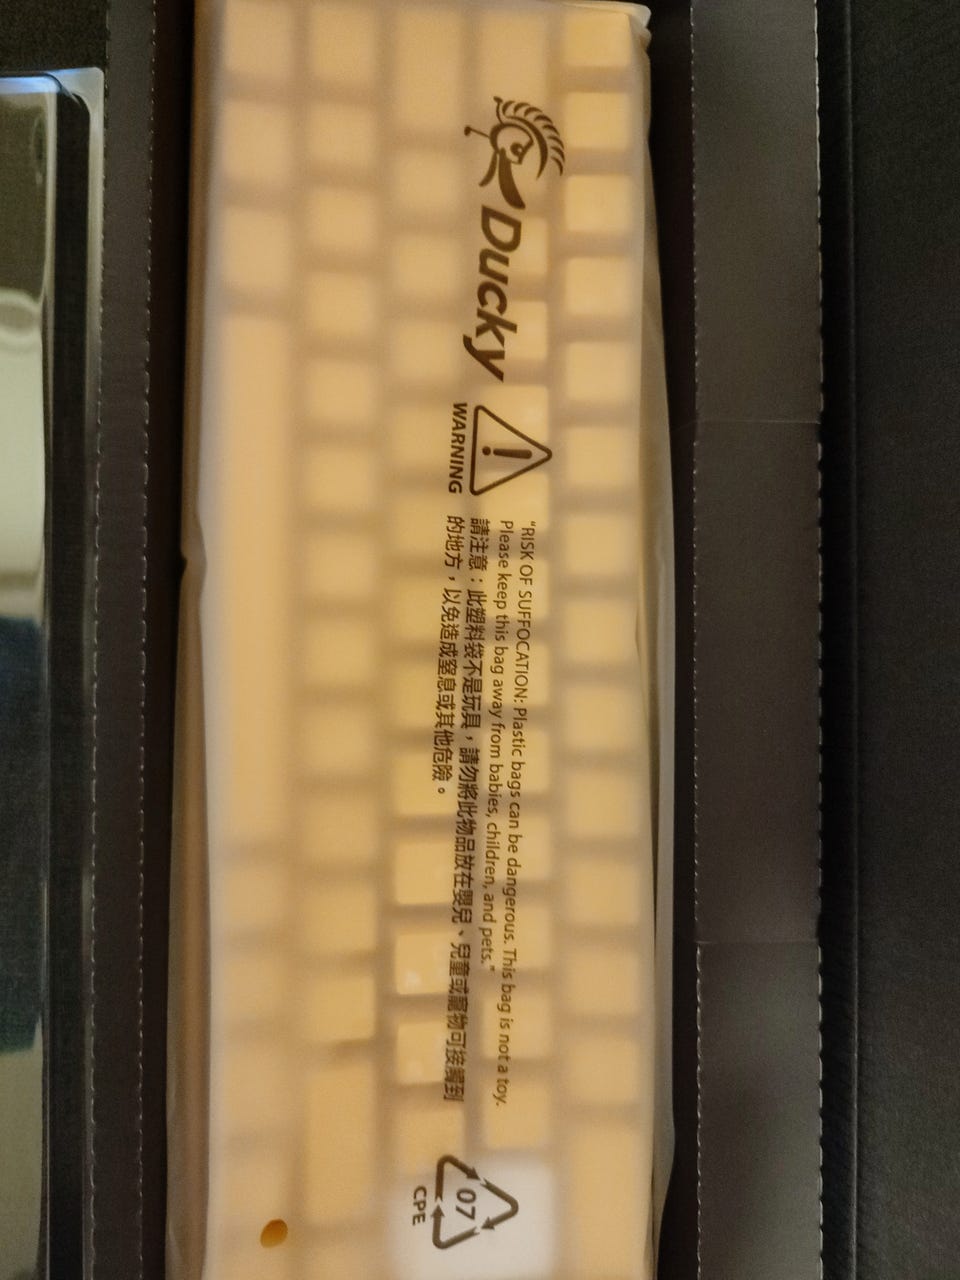 Ducky
WARNING
"RISK OF SUFFOCATION: Plastic bags can be dangerous. This bag is not a toy.
Please keep this bag away from babies, children, and pets."
請注意：此塑料袋不是玩具，請勿將此物品放在嬰兒、兒童或寵物可接觸到
的地方，以免造成窒息或其他危險。
07
CPE